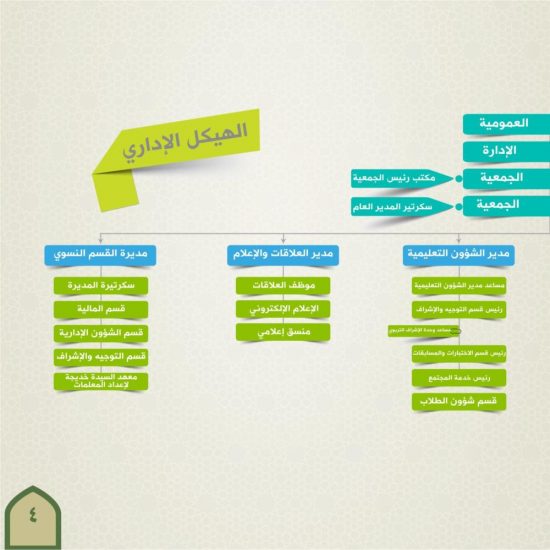 الهيكل الإداري
العمومية
الإدارة
الجمعية
مكتب رئيس الجمعية
الجمعية
سكرتير المدير العام
مدير الشؤون التعليمية
مساعد مدير الشؤون التعليمية
رئيس قسم التوجيه والإشراف
مساعد وحدة الإشراف التربوي
رئيس قسم الاختبارات والمسابقات
رئيس خدمة المجتمع
قسم شؤون الطلاب
مدير العلاقات والإعلام
موظف العلاقات
الإعلام الإلكتروني
منسق إعلامي
مديرة القسم النسوي
سكرتيرة المديرة
قسم المالية
قسم الشؤون الإدارية
قسم التوجيه والإشراف
معهد السيدة خديجة
لإعداد المعلمات
٤